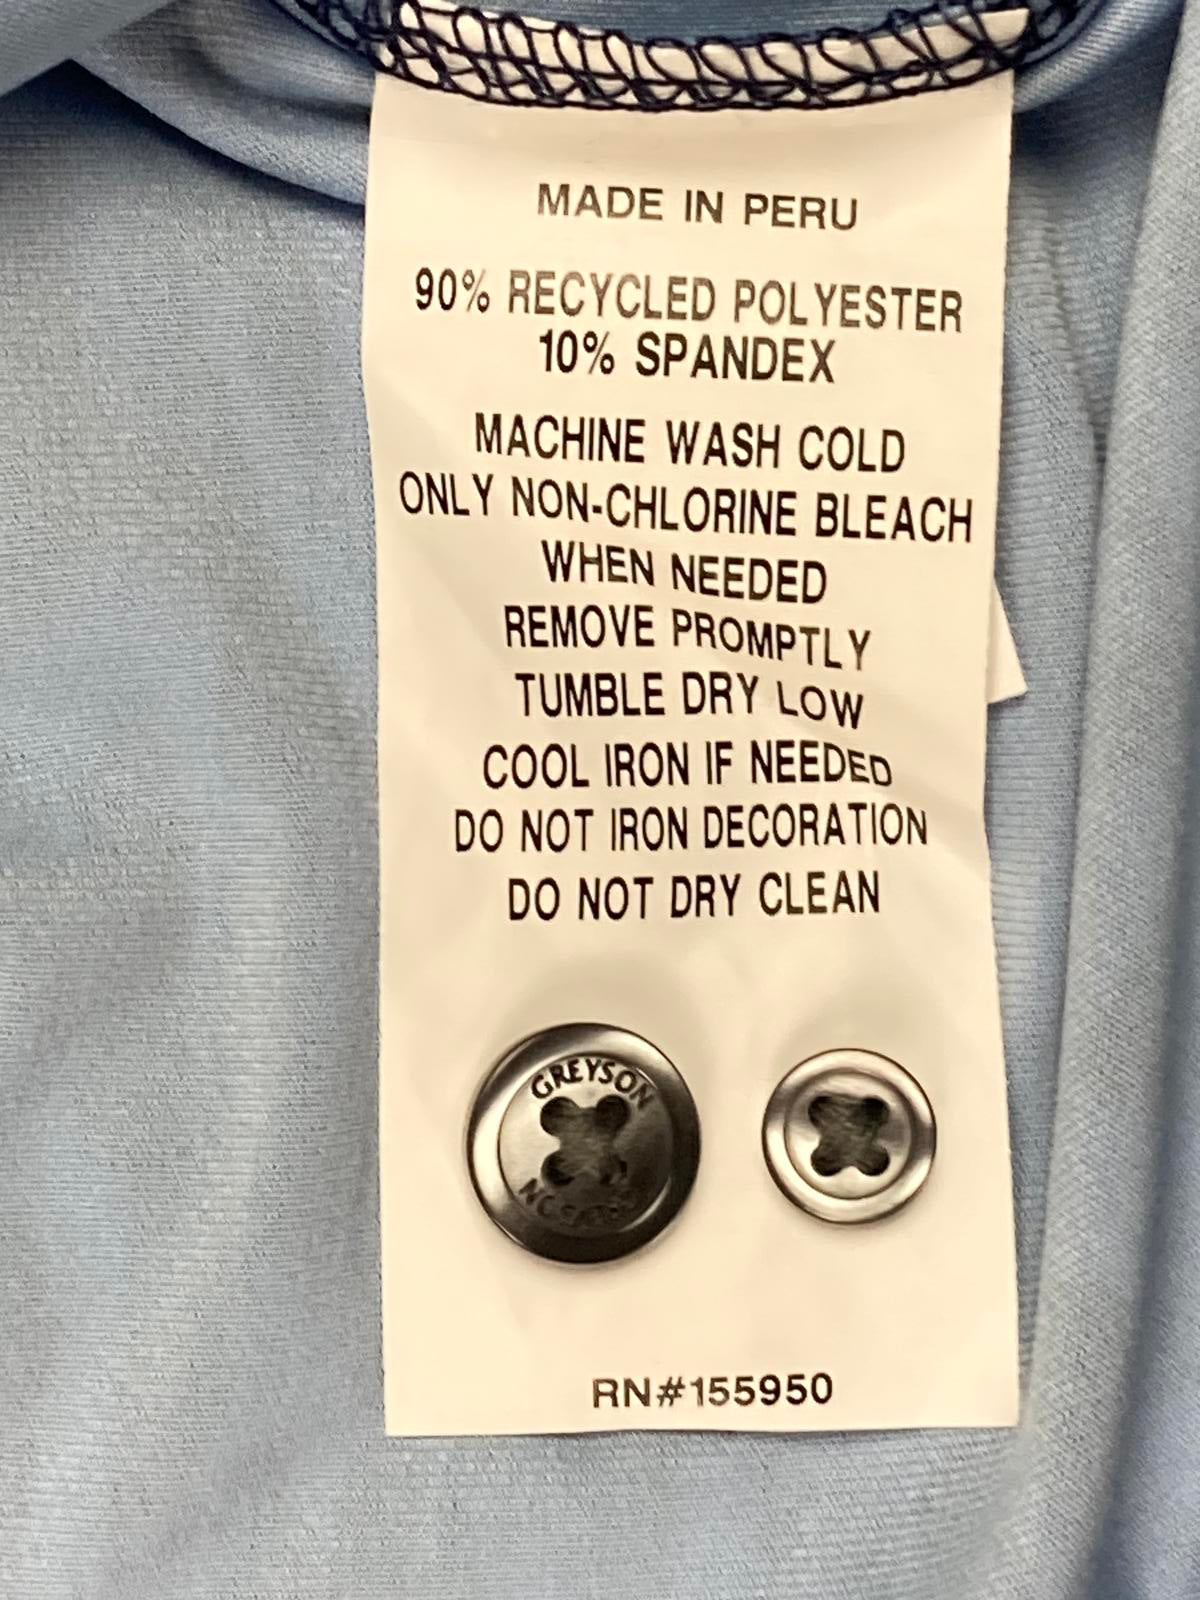 MADE IN PERU
90% RECYCLED POLYESTER
10% SPANDEX
MACHINE WASH COLD
ONLY NON-CHLORINE BLEACH
WHEN NEEDED
REMOVE PROMPTLY
TUMBLE DRY LOW
COOL IRON IF NEEDED
DO NOT IRON DECORATION
DO NOT DRY CLEAN
GREYSON
RN#155950